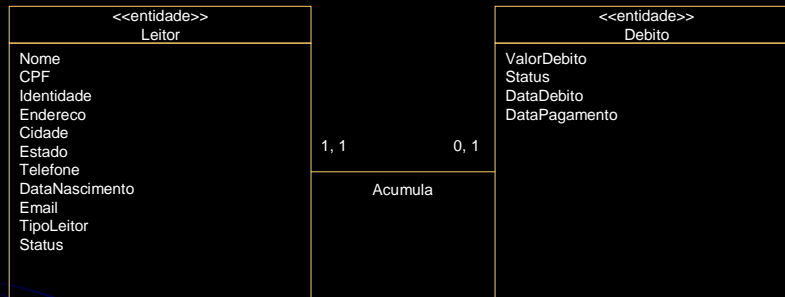 <<entidade>>
Leitor
Nome
CPF
Identidade
Endereco
Cidade
Estado
Telefone
DataNascimento
Email
TipoLeitor
Status
1, 1
0, 1
Acumula
<<entidade>>
Debito
ValorDebito
Status
DataDebito
DataPagamento